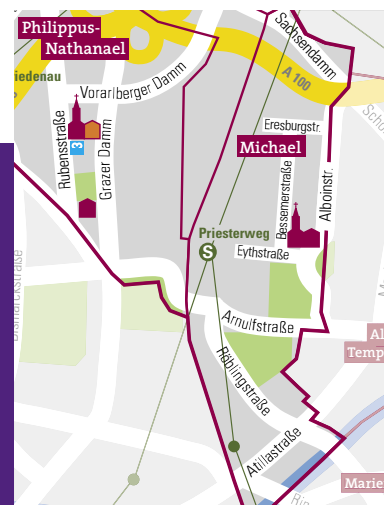 Philippus-
Nathanael
Sachsendamm
riedenau
A 100
Vorarlberger Damm
Eresburgstr.
Rubensstraße
Grazer Damm
3
Michael
Bessemerstraße
Alboinstr.
Priesterweg
S
Eythstraße
Bismarckstraße
Arnulfstraße
Al
Temp
Röblingstraße
Attilastraße
Marie